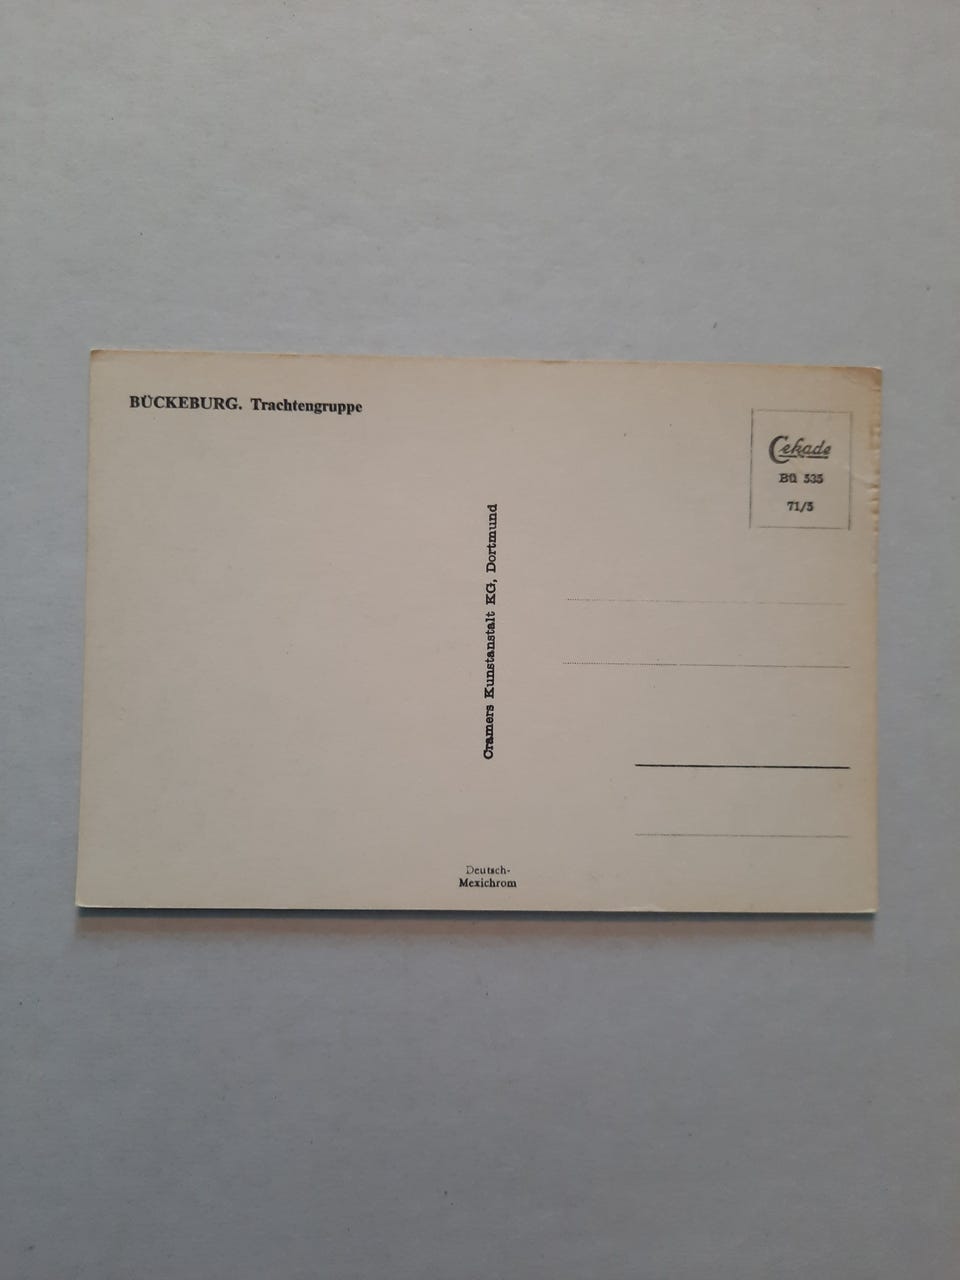 BÜCKEBURG. Trachtengruppe
Cekade
Bü 535
71/5
Cramers Kunstanstalt KG, Dortmund
Deutsch-
Mexichrom